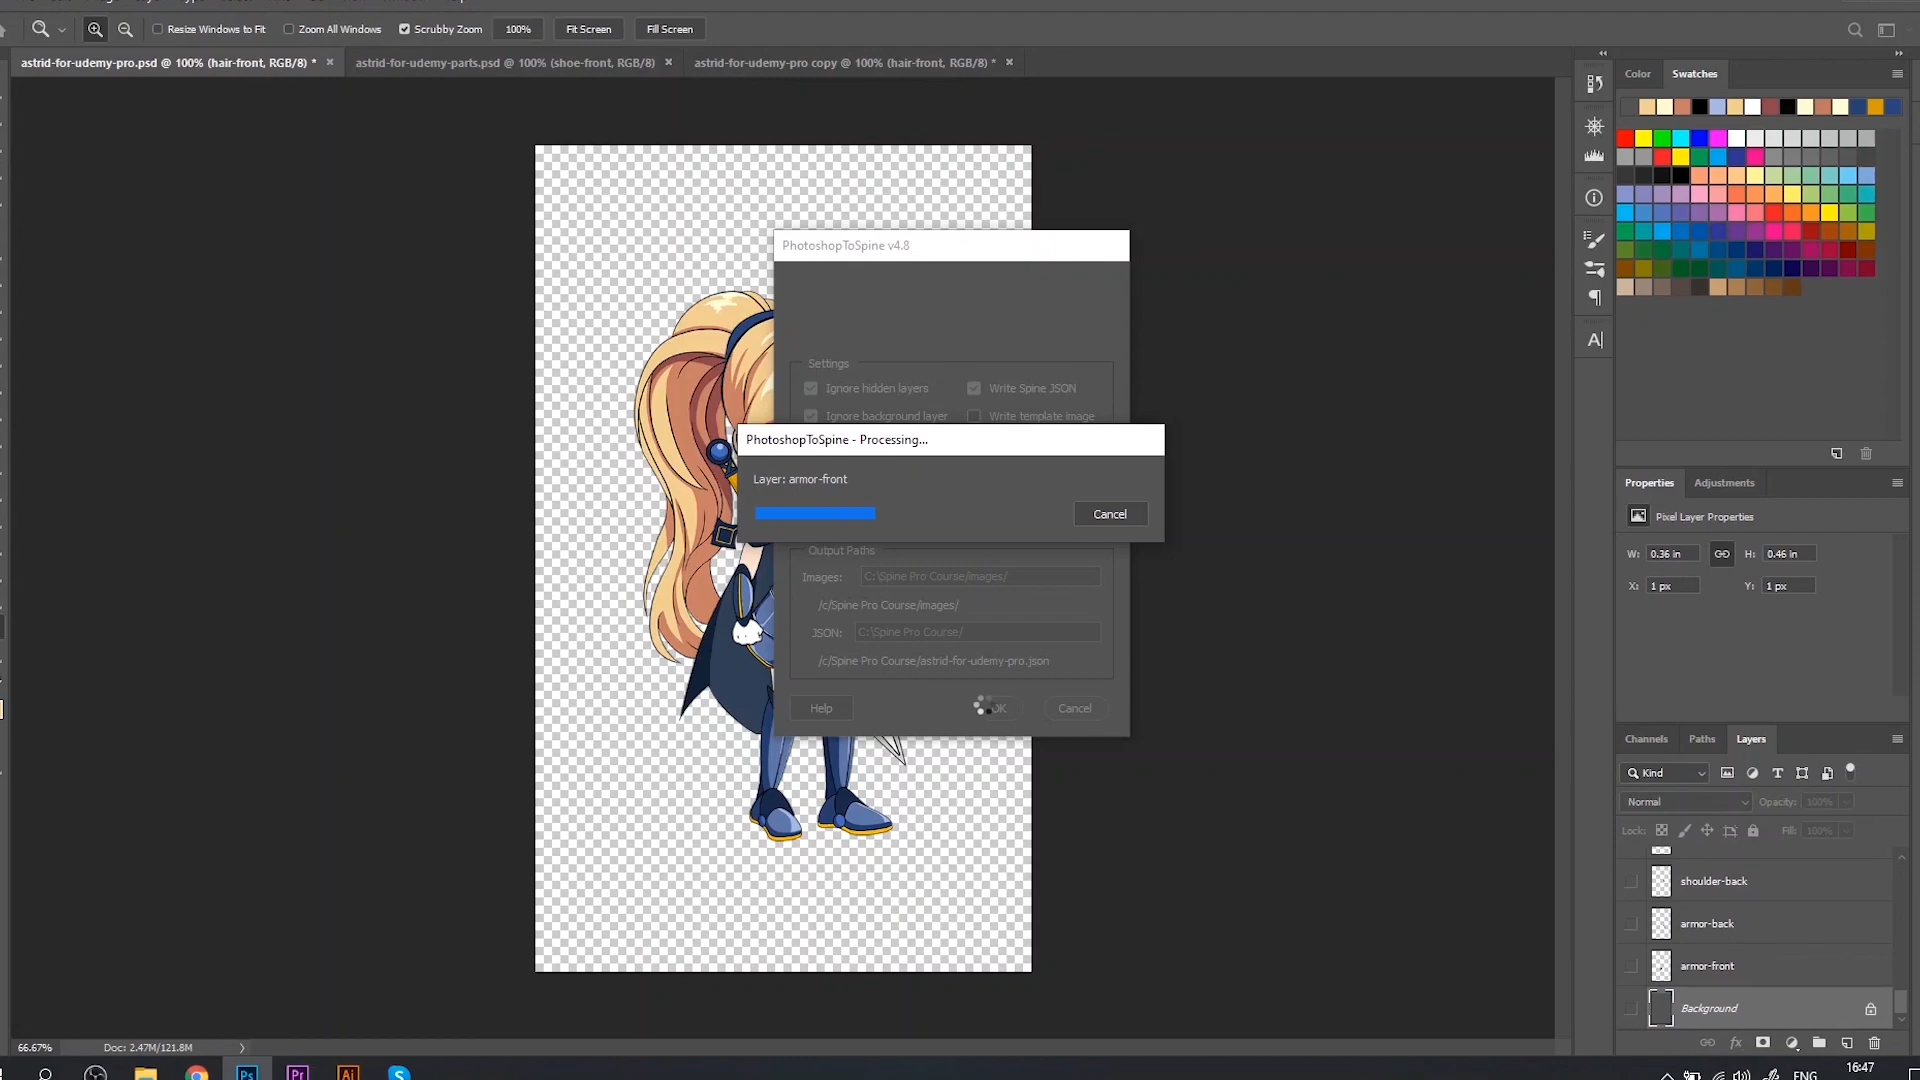 Resize Windows to Fit
Zoom All Windows
Scrubby Zoom
100%
Fit Screen
Fill Screen
astrid-for-udemy-pro.psd @ 100% (hair-front, RGB/8) *
astrid-for-udemy-parts.psd @ 100% (shoe-front, RGB/8)
astrid-for-udemy-pro copy @ 100% (hair-front, RGB/8) *
Color
Swatches
PhotoshopToSpine v4.8
Settings
Ignore hidden layers
Write Spine JSON
Ignore background layer
Write template image
PhotoshopToSpine - Processing...
Layer: armor-front
Cancel
Output Paths
Images: C:\Spine Pro Course/images/
/c/Spine Pro Course/images/
JSON: C:\Spine Pro Course/
/c/Spine Pro Course/astrid-for-udemy-pro.json
Help
OK
Cancel
Properties
Adjustments
Pixel Layer Properties
W: 0.36 in
H: 0.46 in
X: 1 px
Y: 1 px
Channels
Paths
Layers
Kind
Normal
Opacity: 100%
Lock:
Fill: 100%
shoulder-back
armor-back
armor-front
Background
fx
66.67%
Doc: 2.47M/121.8M
Ps
Pr
Ai
S
ENG
16:47